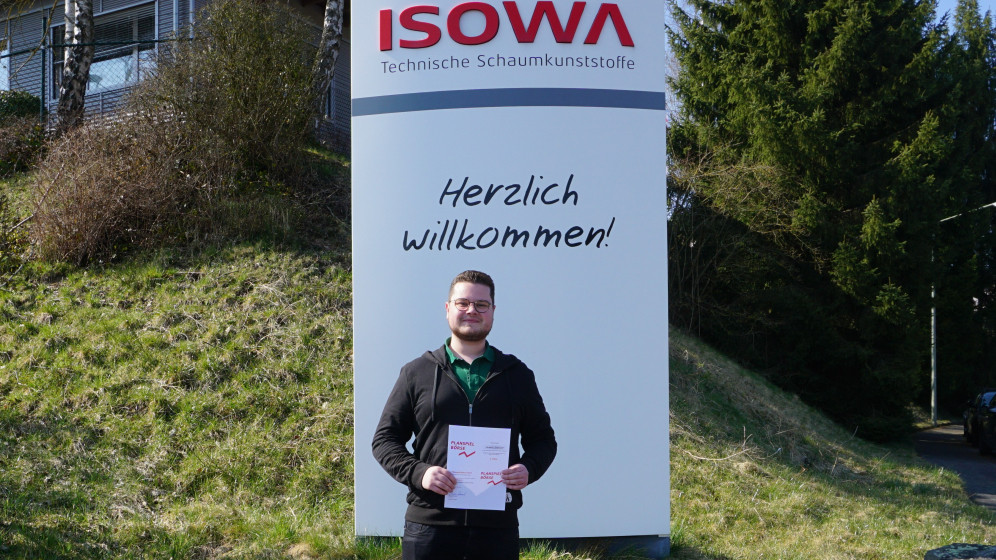 ISOWA
Technische Schaumkunststoffe
Herzlich
willkommen!
PLANSPIEL
BÖRSE
PLANSPIEL
BÖRSE